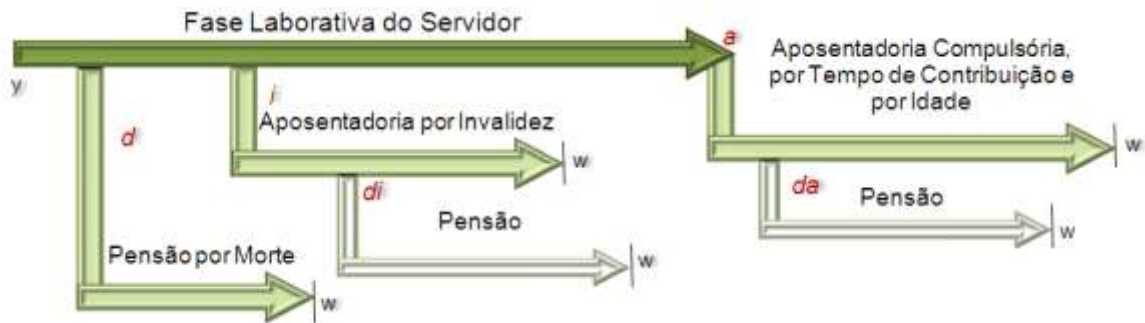 Fase Laborativa do Servidor
a
Aposentadoria Compulsória,
por Tempo de Contribuição e
por Idade
y
i
d
Aposentadoria por Invalidez
w
w
di
da
Pensão
Pensão
w
w
Pensão por Morte
w